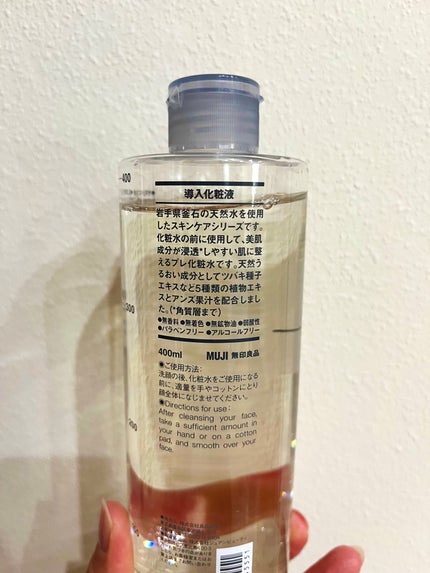 400
導入化粧液
岩手県釜石の天然水を使用
したスキンケアシリーズです。
化粧水の前に使用して、美肌
成分が浸透*しやすい肌に整
えるプレ化粧水です。天然う
るおい成分としてツバキ種子
エキスなど5種類の植物エキ
スとアンズ果汁を配合しまし
た。(*角質層まで)
●無香料 ●無着色 ●無鉱物油 ●弱酸性
●パラベンフリー ●アルコールフリー
300
400ml MUJI 無印良品
◉ご使用方法:
洗顔の後、化粧水をご使用になる
前に、適量を手やコットンにとり
顔全体になじませてください。
◉Directions for use:
After cleansing your face,
take a sufficient amount in
your hand or on a cotton
pad, and smooth over your
face.
200